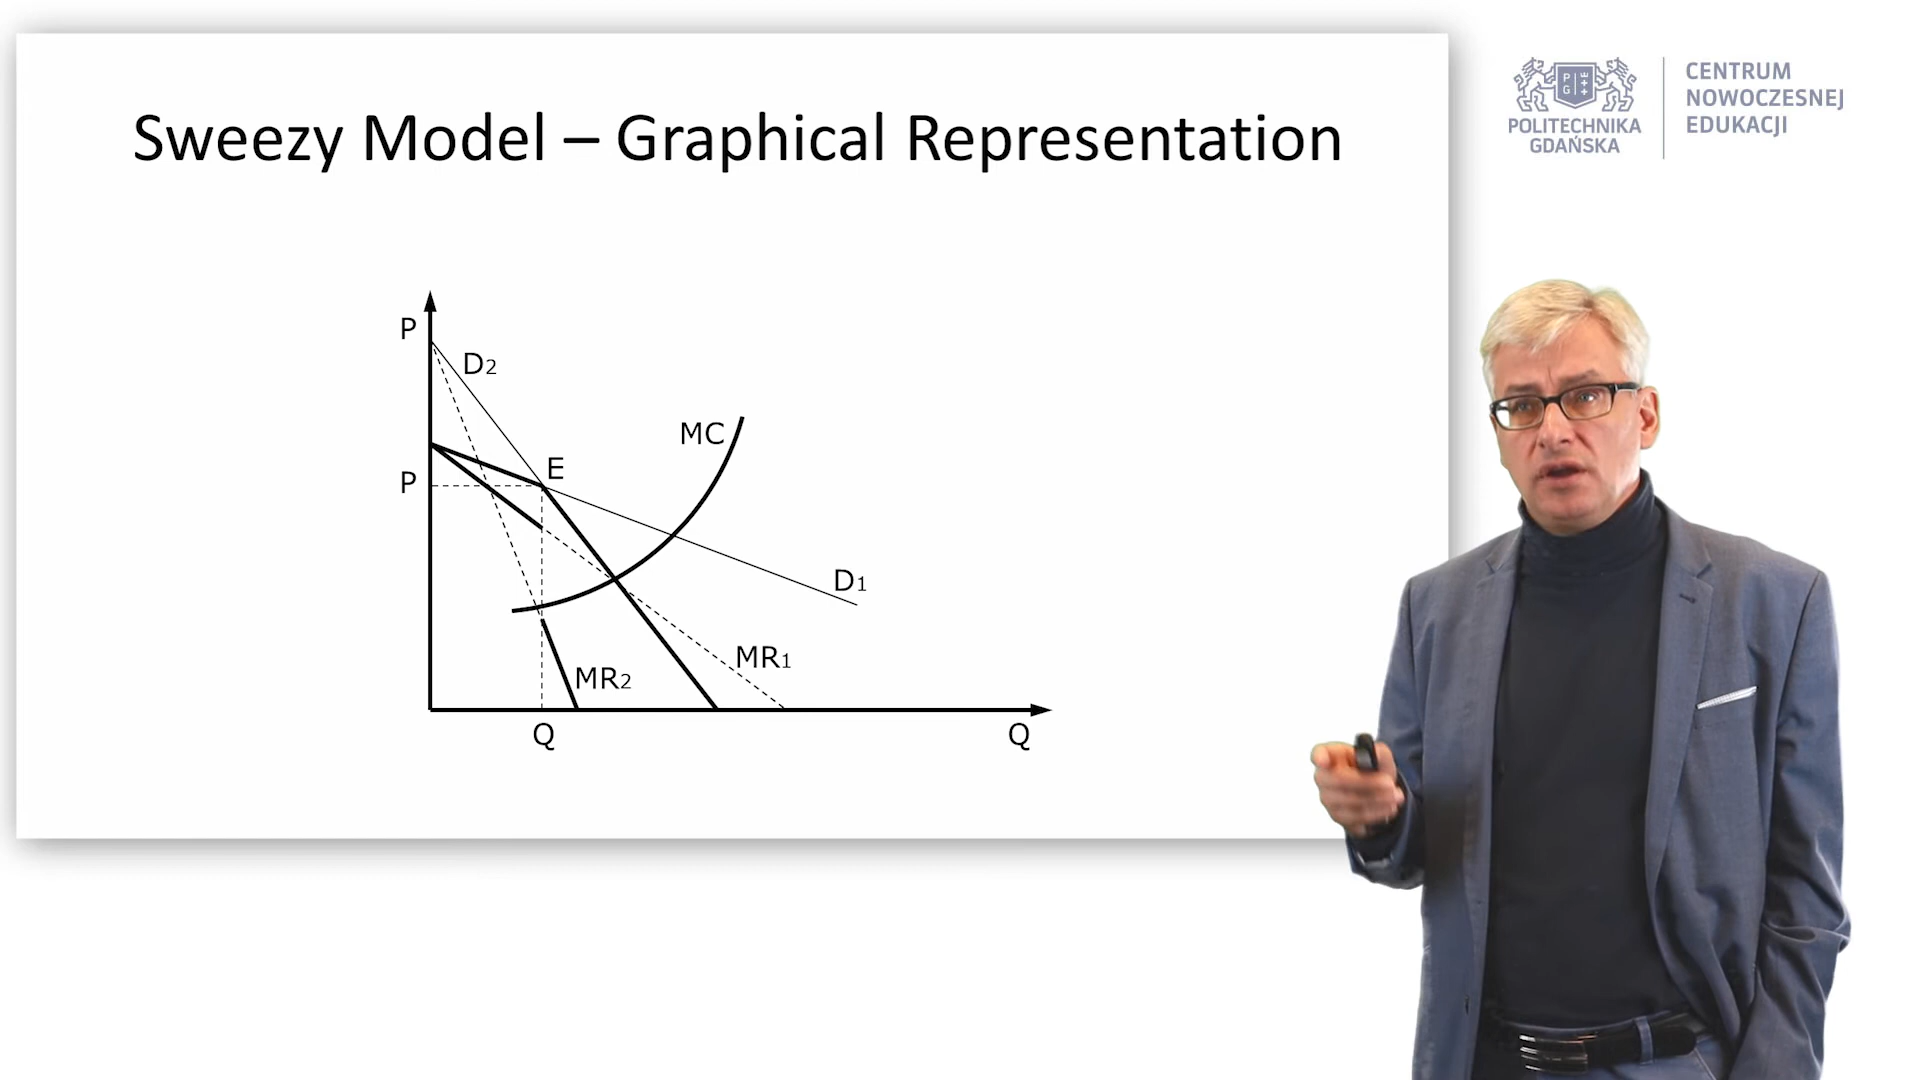 Sweezy Model – Graphical Representation
P
D2
MC
E
P
D1
MR1
MR2
Q
Q
P G
POLITECHNIKA
GDAŃSKA
CENTRUM
NOWOCZESNEJ
EDUKACJI